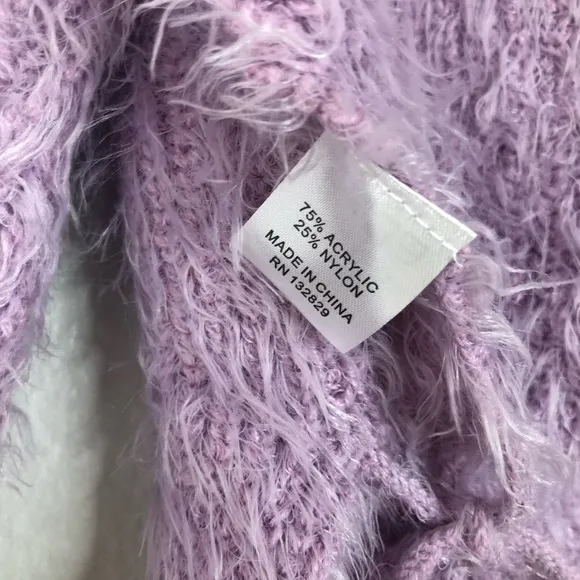 75% ACRYLIC
25% NYLON
MADE IN CHINA
RN 132829